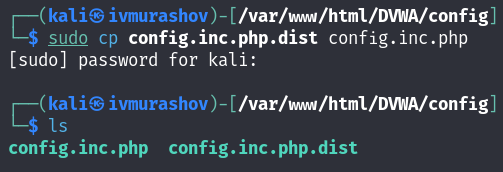 ┌──(kali㉿ivmurashov)-[/var/www/html/DVWA/config]
└─$ sudo cp config.inc.php.dist config.inc.php
[sudo] password for kali:
┌──(kali㉿ivmurashov)-[/var/www/html/DVWA/config]
└─$ ls
config.inc.php  config.inc.php.dist